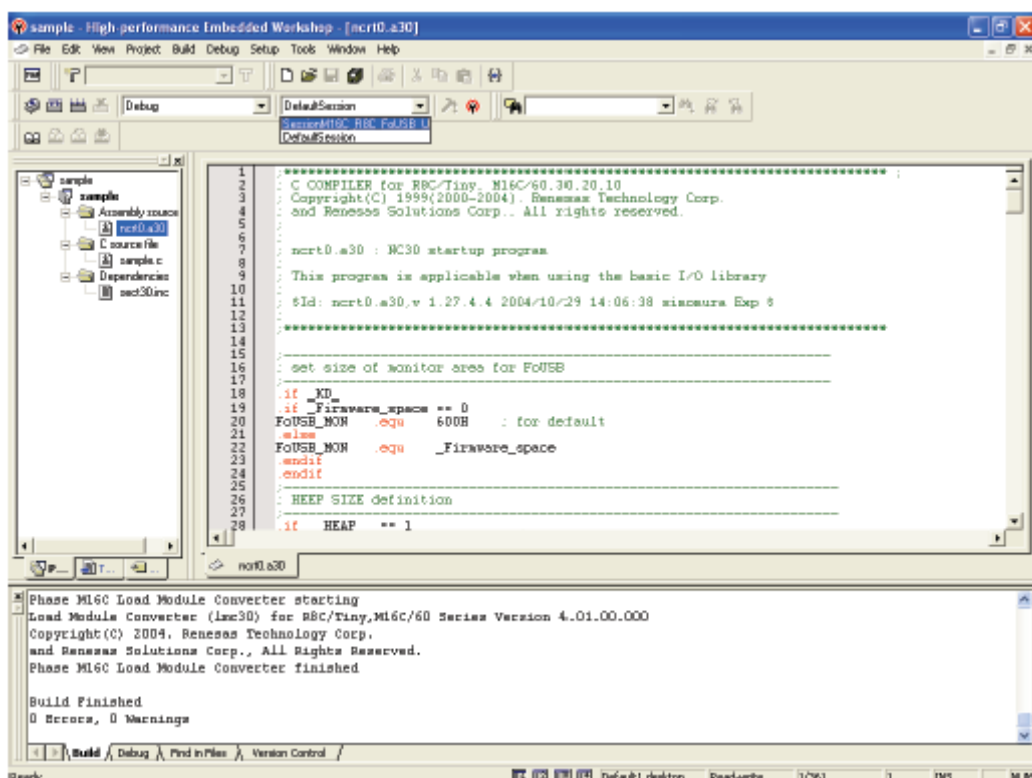 sample - High-performance Embedded Workshop - [ncrt0.a30]
File Edit View Project Build Debug Setup Tools Window Help
Debug
DefaultSession
SessionM16C_R8C_FoUSB_U
DefaultSession
sample
sample
Assembly source
ncrt0.a30
C source file
sample.c
Dependencies
sect30.inc
1 ;******************************************************************************* ;
2 ; C COMPILER for R8C/Tiny, M16C/60,30,20,10
3 ; Copyright(C) 1999(2000-2004). Renesas Technology Corp.
4 ; and Renesas Solutions Corp., All rights reserved.
5 ;
6 ;
7 ; ncrt0.a30 : NC30 startup program
8 ;
9 ; This program is applicable when using the basic I/O library
10 ;
11 ; $Id: ncrt0.a30,v 1.27.4.4 2004/10/29 14:06:38 simomura Exp $
12 ;
13 ;*******************************************************************************
14
15 ;---------------------------------------------------------------------
16 ; set size of monitor area for FoUSB
17 ;---------------------------------------------------------------------
18 .if _KD_
19 .if _Firmware_space == 0
20 FoUSB_MON .equ 600H ; for default
21 .else
22 FoUSB_MON .equ _Firmware_space
23 .endif
24 .endif
25 ;---------------------------------------------------------------------
26 ; HEEP SIZE definition
27 ;---------------------------------------------------------------------
28 .if __HEAP__ == 1
P... T... ...
ncrt0.a30
Phase M16C Load Module Converter starting
Load Module Converter (lmc30) for R8C/Tiny,M16C/60 Series Version 4.01.00.000
Copyright(C) 2004. Renesas Technology Corp.
and Renesas Solutions Corp., All Rights Reserved.
Phase M16C Load Module Converter finished
Build Finished
0 Errors, 0 Warnings
Build Debug Find in Files Version Control
Ready Default1 desktop Read-write 1/361 1 INS